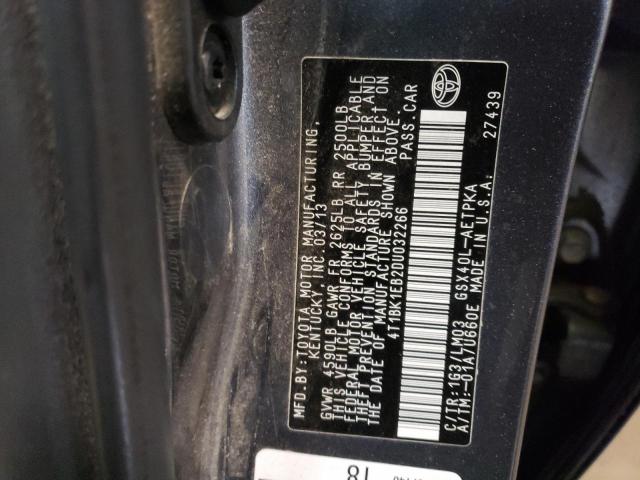 MFD.BY:TOYOTA MOTOR MANUFACTURING,
KENTUCKY, INC. 03/13
GVWR 4590LB GAWR FR 2625LB RR 2500LB
THIS VEHICLE CONFORMS TO ALL APPLICABLE
FEDERAL MOTOR VEHICLE SAFETY, BUMPER, AND
THEFT PREVENTION STANDARDS IN EFFECT ON
THE DATE OF MANUFACTURE SHOWN ABOVE.
4T1BK1EB2DU032266 PASS.CAR
C/TR:1G3/LM03 GSX40L-AETPKA
A/TM:-01A/U660E MADE IN U.S.A.
27439
18